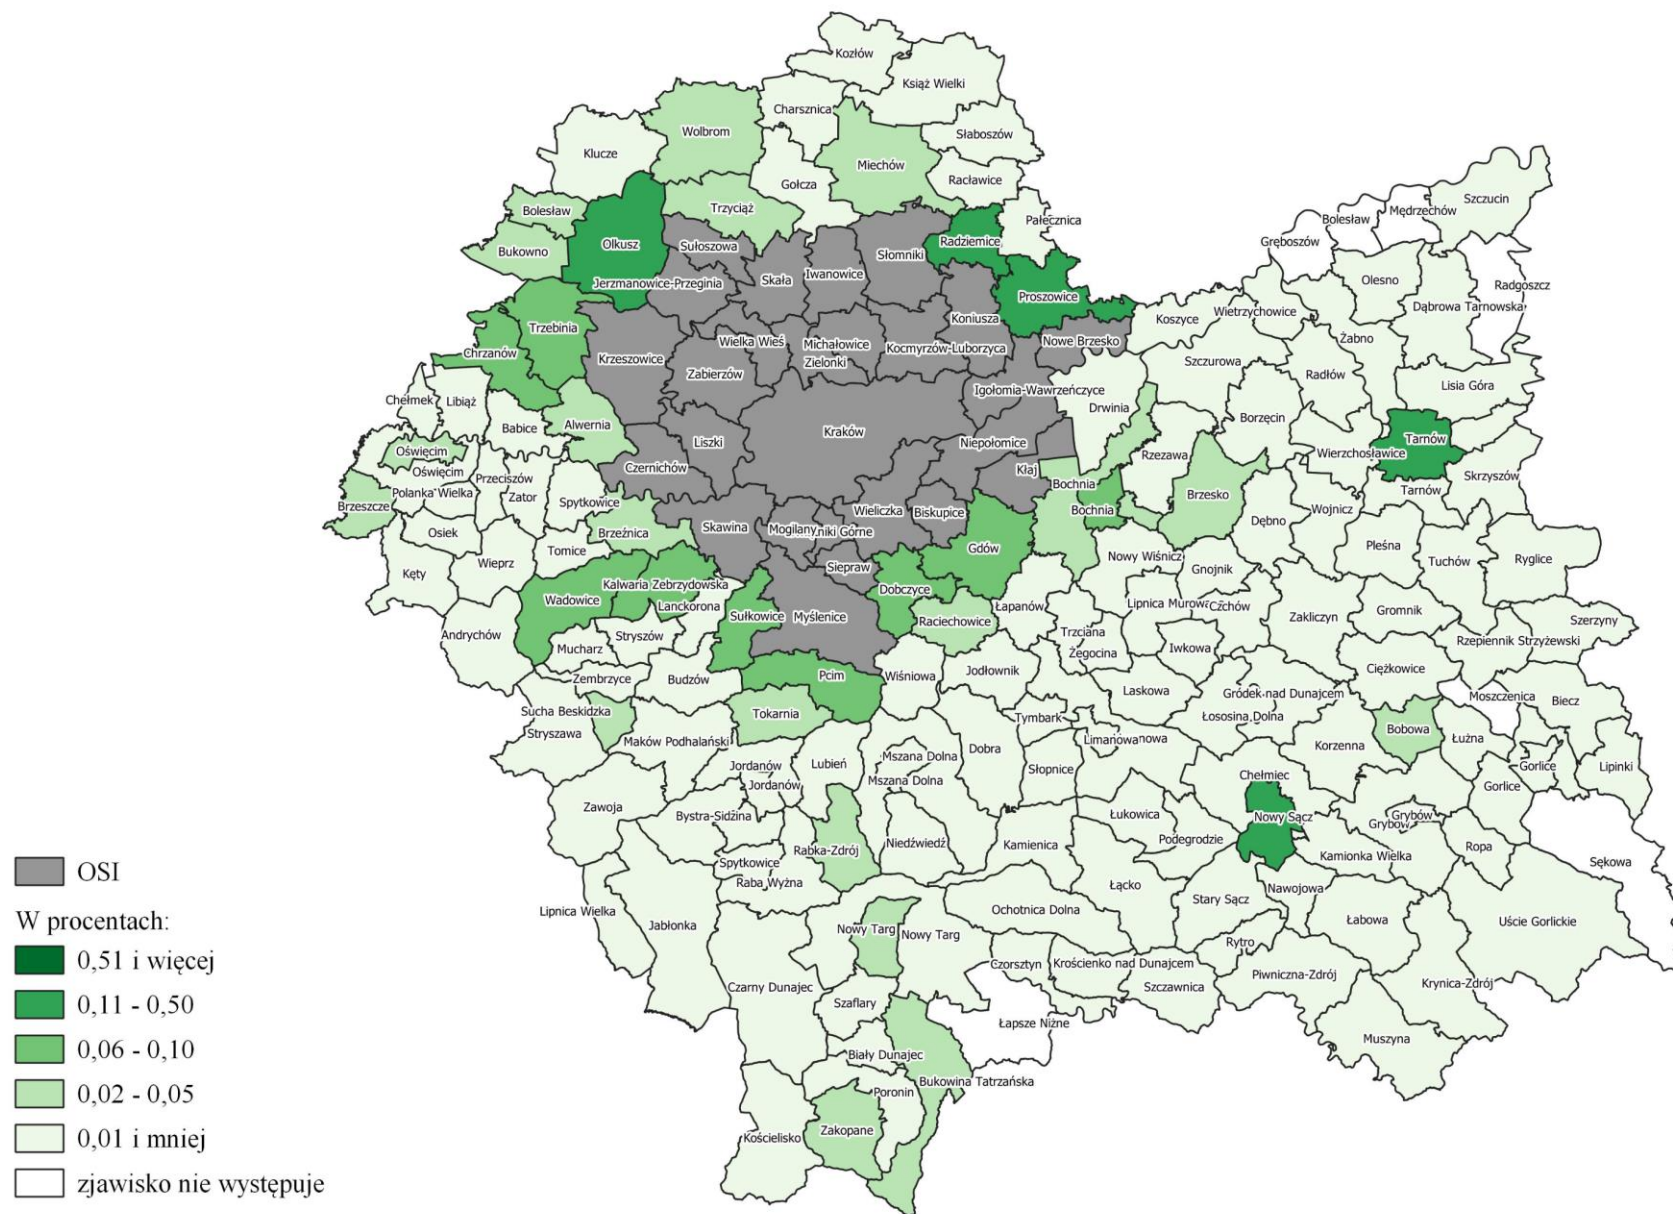 Kozłów
Książ Wielki
Charsznica
Wolbrom
Słaboszów
Klucze
Miechów
Gołcza
Racławice
Szczucin
Mędrzechów
Bolesław
Trzyciąż
Pałecznica
Bolesław
Gręboszów
Olkusz
Sułoszowa
Radziemice
Bukowno
Słomniki
Skała
Iwanowice
Olesno
Radgoszcz
Jerzmanowice-Przeginia
Proszowice
Dąbrowa Tarnowska
Wietrzychowice
Koszyce
Koniusza
Trzebinia
Żabno
Wielka Wieś
Michałowice
Nowe Brzesko
Kocmyrzów-Luborzyca
Chrzanów
Krzeszowice
Zielonki
Szczurowa
Zabierzów
Radłów
Lisia Góra
Igołomia-Wawrzeńczyce
Chełmek
Libiąż
Drwinia
Borzęcin
Babice
Alwernia
Kraków
Liszki
Niepołomice
Tarnów
Oświęcim
Wierzchosławice
Rzezawa
Czernichów
Kłaj
Oświęcim
Przeciszów
Skrzyszów
Bochnia
Polanka Wielka
Zator
Tarnów
Spytkowice
Brzesko
Brzeszcze
Bochnia
Wojnicz
Wieliczka
Biskupice
Dębno
Skawina
Mogilany
niki Górne
Osiek
Brzeźnica
Pleśna
Gdów
Tomice
Nowy Wiśnicz
Tuchów
Ryglice
Wieprz
Siepraw
Gnojnik
Kęty
Kalwaria Zebrzydowska
Dobczyce
Wadowice
Lipnica Murowa
Czchów
Lanckorona
Łapanów
Gromnik
Sułkowice
Myślenice
Zakliczyn
Raciechowice
Szerzyny
Andrychów
Stryszów
Trzciana
Rzepiennik Strzyżewski
Mucharz
Żegocina
Iwkowa
Ciężkowice
Jodłownik
Pcim
Wiśniowa
Zembrzyce
Budzów
Laskowa
Gródek nad Dunajcem
Moszczenica
Biecz
Sucha Beskidzka
Tokarnia
Tymbark
Łososina Dolna
Stryszawa
Bobowa
Łużna
Maków Podhalański
Limanowa
nowa
Dobra
Korzenna
Mszana Dolna
Lubień
Jordanów
Słopnice
Gorlice
Lipinki
Chełmiec
Mszana Dolna
Jordanów
Gorlice
Zawoja
Bystra-Sidzina
Łukowica
Nowy Sącz
Grybów
Grybów
Podegrodzie
Niedźwiedź
Kamienica
Rabka-Zdrój
Ropa
Kamionka Wielka
Spytkowice
Sękowa
OSI
Raba Wyżna
Łącko
Nawojowa
Stary Sącz
Lipnica Wielka
Ochotnica Dolna
Łabowa
Uście Gorlickie
W procentach:
Jabłonka
Nowy Targ
Nowy Targ
Rytro
0,51 i więcej
Czorsztyn
Krościenko nad Dunajcem
Piwniczna-Zdrój
Krynica-Zdrój
Czarny Dunajec
Szczawnica
0,11 - 0,50
Szaflary
Łapsze Niżne
Muszyna
0,06 - 0,10
Biały Dunajec
Bukowina Tatrzańska
0,02 - 0,05
Poronin
0,01 i mniej
Kościelisko
Zakopane
zjawisko nie występuje